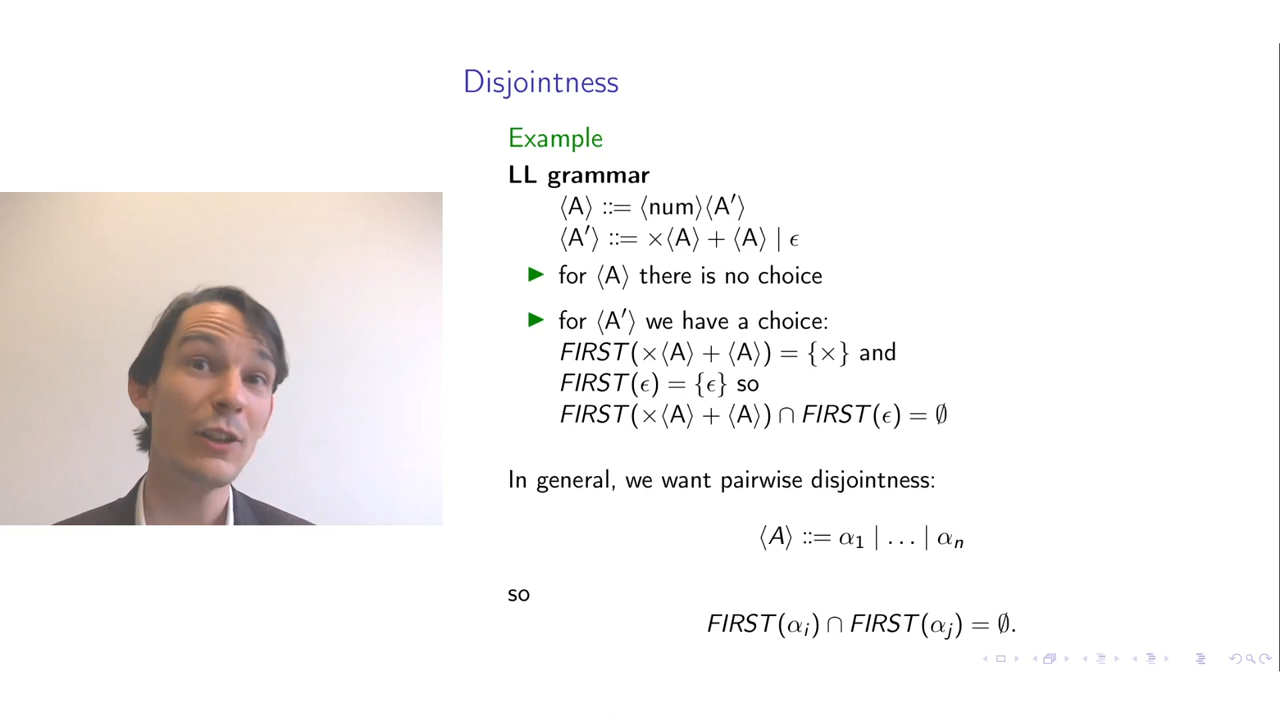 Disjointness
Example
LL grammar
⟨A⟩ ::= ⟨num⟩⟨A′⟩
⟨A′⟩ ::= ×⟨A⟩ + ⟨A⟩ | ϵ
▶ for ⟨A⟩ there is no choice
▶ for ⟨A′⟩ we have a choice:
FIRST(×⟨A⟩ + ⟨A⟩) = {×} and
FIRST(ϵ) = {ϵ} so
FIRST(×⟨A⟩ + ⟨A⟩) ∩ FIRST(ϵ) = ∅
In general, we want pairwise disjointness:
⟨A⟩ ::= α₁ | … | αₙ
so
FIRST(αᵢ) ∩ FIRST(αⱼ) = ∅.